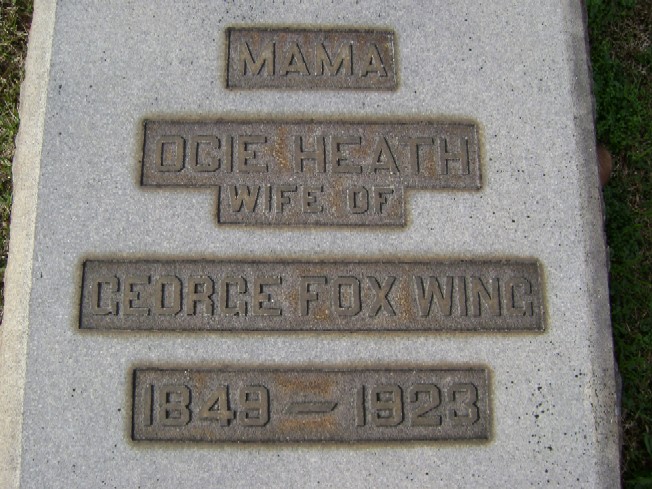 MAMA
OCIE HEATH
WIFE OF
GEORGE FOX WING
1849 — 1923